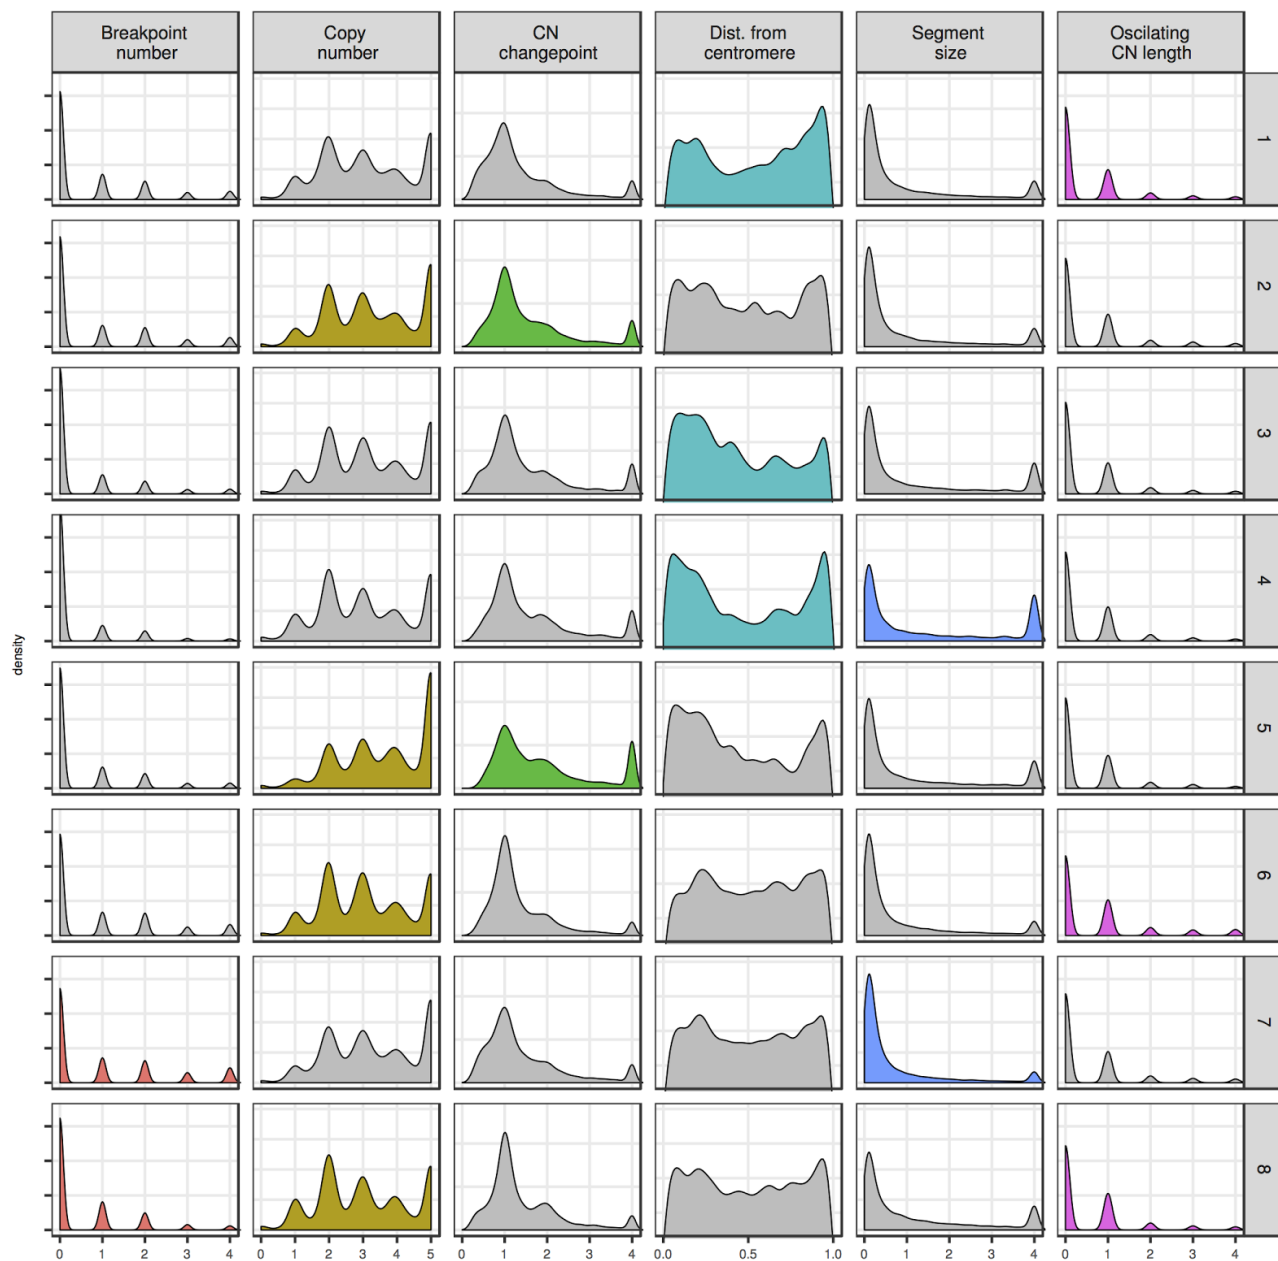 Breakpoint number
Copy number
CN changepoint
Dist. from centromere
Segment size
Oscilating CN length
1
2
3
4
5
6
7
8
density
0 1 2 3 4
0 1 2 3 4 5
0 1 2 3 4
0.0 0.5 1.0
0 1 2 3 4
0 1 2 3 4